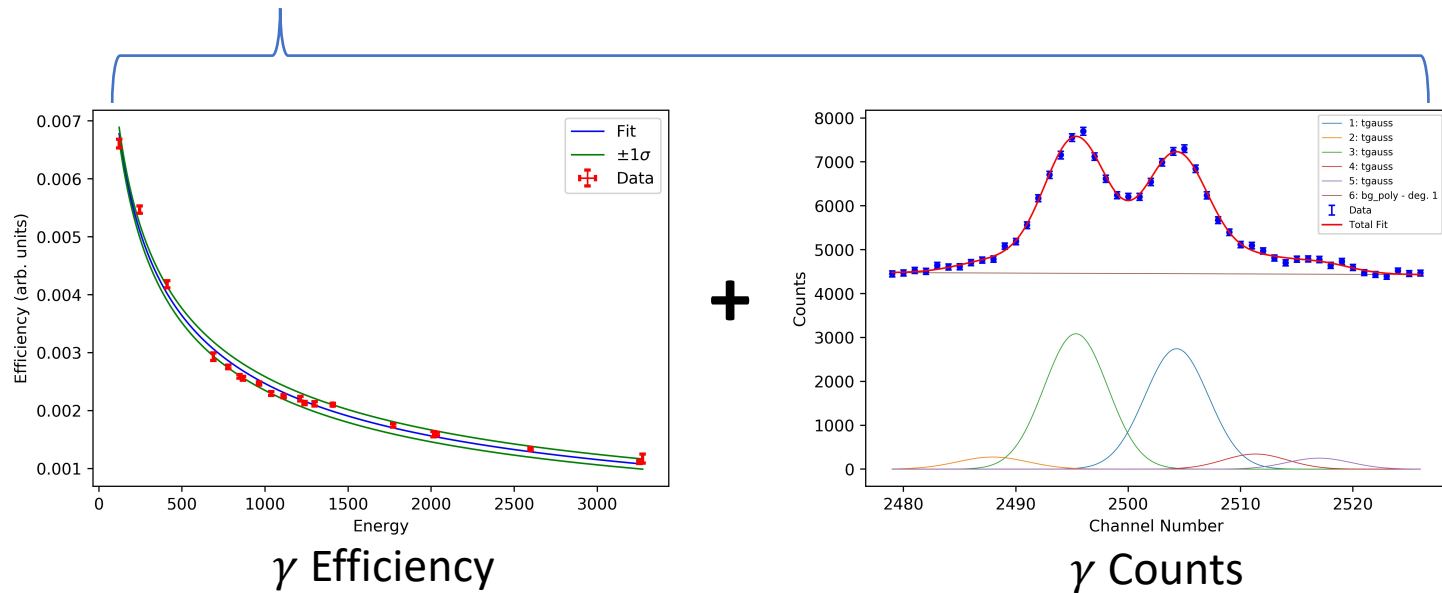 0.007
0.006
0.005
0.004
0.003
0.002
0.001
Efficiency (arb. units)
0 500 1000 1500 2000 2500 3000
Energy
Fit
±1σ
Data
γ Efficiency
+
8000
7000
6000
5000
4000
3000
2000
1000
0
Counts
2480 2490 2500 2510 2520
Channel Number
1: tgauss
2: tgauss
3: tgauss
4: tgauss
5: tgauss
6: bg_poly - deg. 1
Data
Total Fit
γ Counts